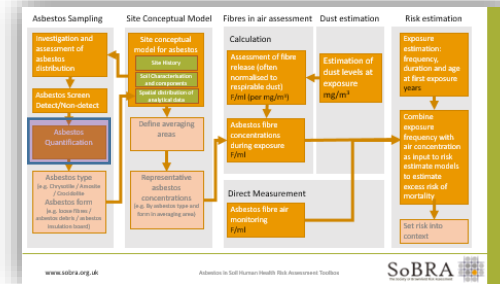 Asbestos Sampling
Site Conceptual Model
Fibres in air assessment
Dust estimation
Risk estimation
Investigation and
assessment of
asbestos
distribution
Asbestos Screen
Detect/Non-detect
Asbestos
Quantification
Asbestos type
(e.g. Chrysotile / Amosite
/ Crocidolite)
Asbestos form
(e.g. loose fibres /
asbestos debris / asbestos
insulation board)
Site conceptual
model for asbestos
Site History
Soil Characterisation
and components
Spatial distribution of
analytical data
Define averaging
areas
Representative
asbestos
concentrations
(e.g. By asbestos type and
form in averaging area)
Calculation
Assessment of fibre
release (often
normalised to
respirable dust)
F/ml (per mg/m³)
Asbestos fibre
concentrations
during exposure
F/ml
Direct Measurement
Asbestos fibre air
monitoring
F/ml
Estimation of
dust levels at
exposure
mg/m³
Exposure
estimation:
frequency,
duration and age
at first exposure
years
Combine
exposure
frequency with
air concentration
as input to risk
estimate models
to estimate
excess risk of
mortality
Set risk into
context
www.sobra.org.uk
Asbestos in Soil Human Health Risk Assessment Toolbox
SoBRA